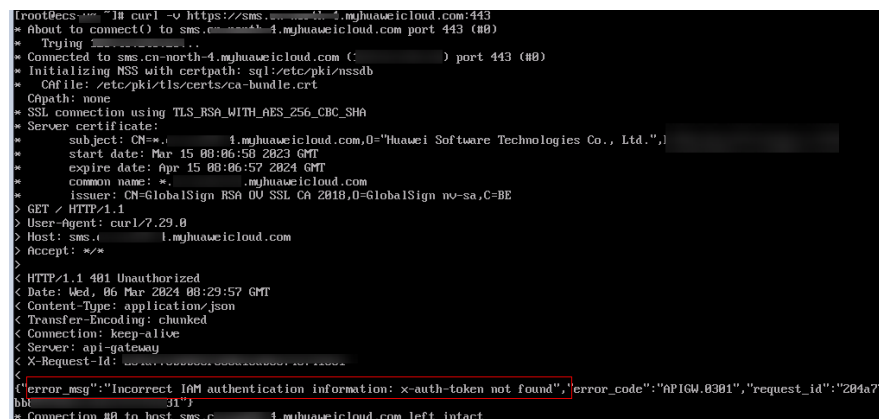 [root@ecs- ~]# curl -v https://sms. -4.myhuaweicloud.com:443
* About to connect() to sms. -4.myhuaweicloud.com port 443 (#0)
*   Trying ...
* Connected to sms.cn-north-4.myhuaweicloud.com ( ) port 443 (#0)
* Initializing NSS with certpath: sql:/etc/pki/nssdb
*   CAfile: /etc/pki/tls/certs/ca-bundle.crt
  CApath: none
* SSL connection using TLS_RSA_WITH_AES_256_CBC_SHA
* Server certificate:
*       subject: CN=*. 4.myhuaweicloud.com,O="Huawei Software Technologies Co., Ltd.",
*       start date: Mar 15 08:06:58 2023 GMT
*       expire date: Apr 15 08:06:57 2024 GMT
*       common name: *. .myhuaweicloud.com
*       issuer: CN=GlobalSign RSA OV SSL CA 2018,O=GlobalSign nv-sa,C=BE
> GET / HTTP/1.1
> User-Agent: curl/7.29.0
> Host: sms. .myhuaweicloud.com
> Accept: */*
>
< HTTP/1.1 401 Unauthorized
< Date: Wed, 06 Mar 2024 08:29:57 GMT
< Content-Type: application/json
< Transfer-Encoding: chunked
< Connection: keep-alive
< Server: api-gateway
< X-Request-Id:
<
{"error_msg":"Incorrect IAM authentication information: x-auth-token not found","error_code":"APIGW.0301","request_id":"204a7
bb 31"}
* Connection #0 to host sms.c 4.myhuaweicloud.com left intact